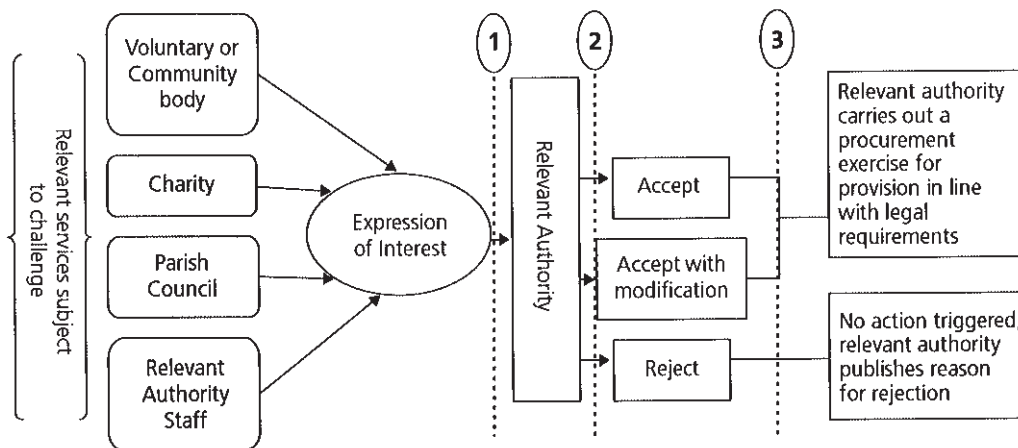 Relevant services subject
to challenge
Voluntary or
Community
body
Charity
Parish
Council
Relevant
Authority
Staff
Expression
of Interest
1
Relevant Authority
2
Accept
Accept with
modification
Reject
3
Relevant authority
carries out a
procurement
exercise for
provision in line
with legal
requirements
No action triggered,
relevant authority
publishes reason
for rejection